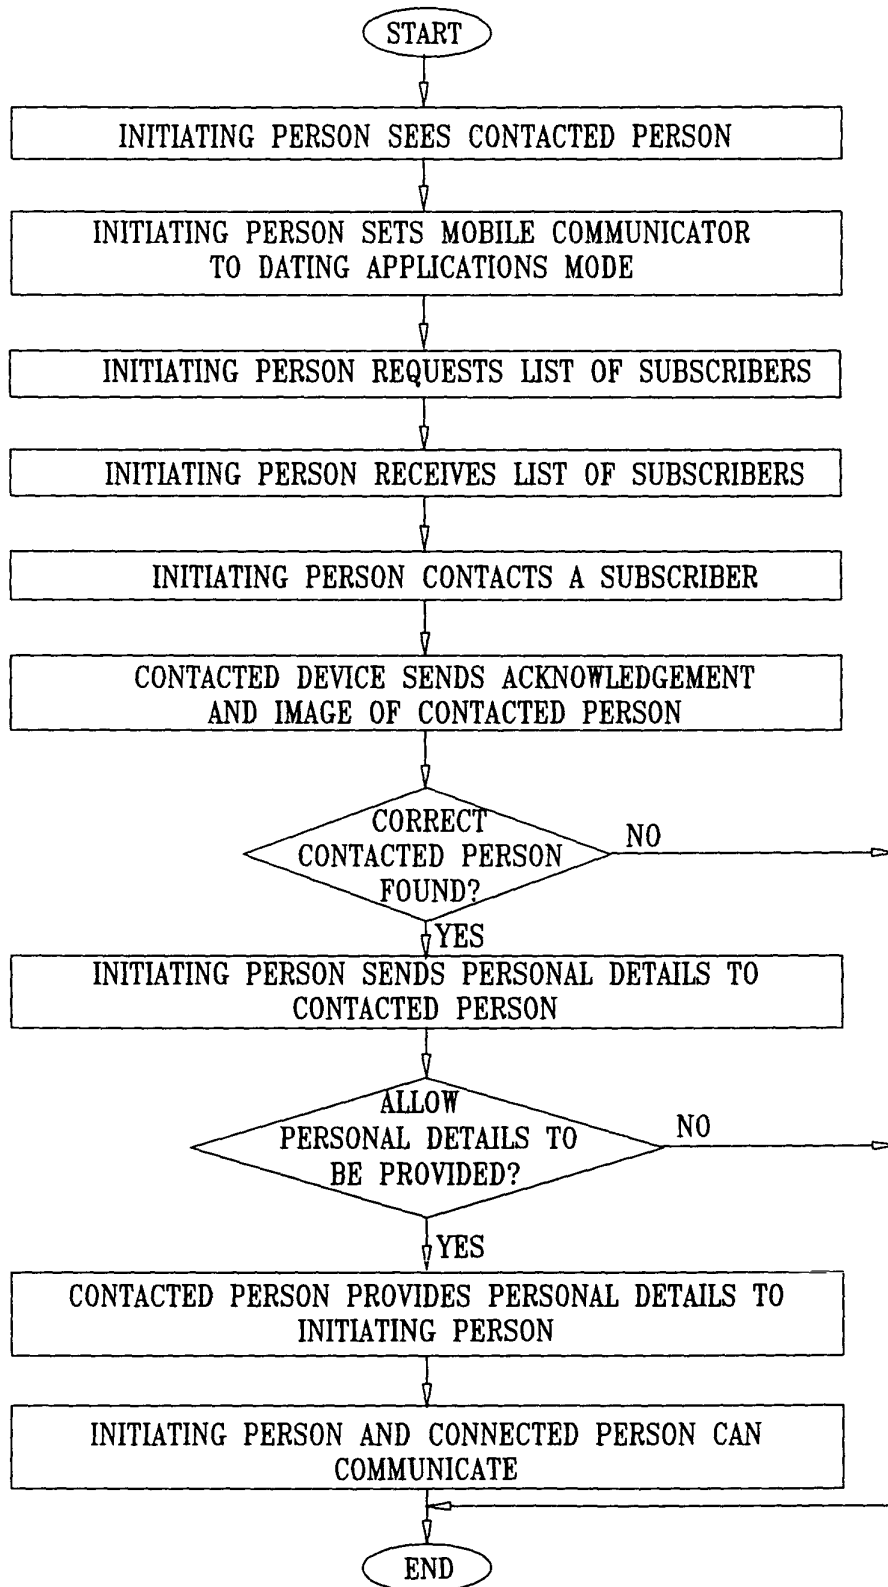 START
INITIATING PERSON SEES CONTACTED PERSON
INITIATING PERSON SETS MOBILE COMMUNICATOR
TO DATING APPLICATIONS MODE
INITIATING PERSON REQUESTS LIST OF SUBSCRIBERS
INITIATING PERSON RECEIVES LIST OF SUBSCRIBERS
INITIATING PERSON CONTACTS A SUBSCRIBER
CONTACTED DEVICE SENDS ACKNOWLEDGEMENT
AND IMAGE OF CONTACTED PERSON
CORRECT
CONTACTED PERSON
FOUND?
NO
YES
INITIATING PERSON SENDS PERSONAL DETAILS TO
CONTACTED PERSON
ALLOW
PERSONAL DETAILS TO
BE PROVIDED?
NO
YES
CONTACTED PERSON PROVIDES PERSONAL DETAILS TO
INITIATING PERSON
INITIATING PERSON AND CONNECTED PERSON CAN
COMMUNICATE
END